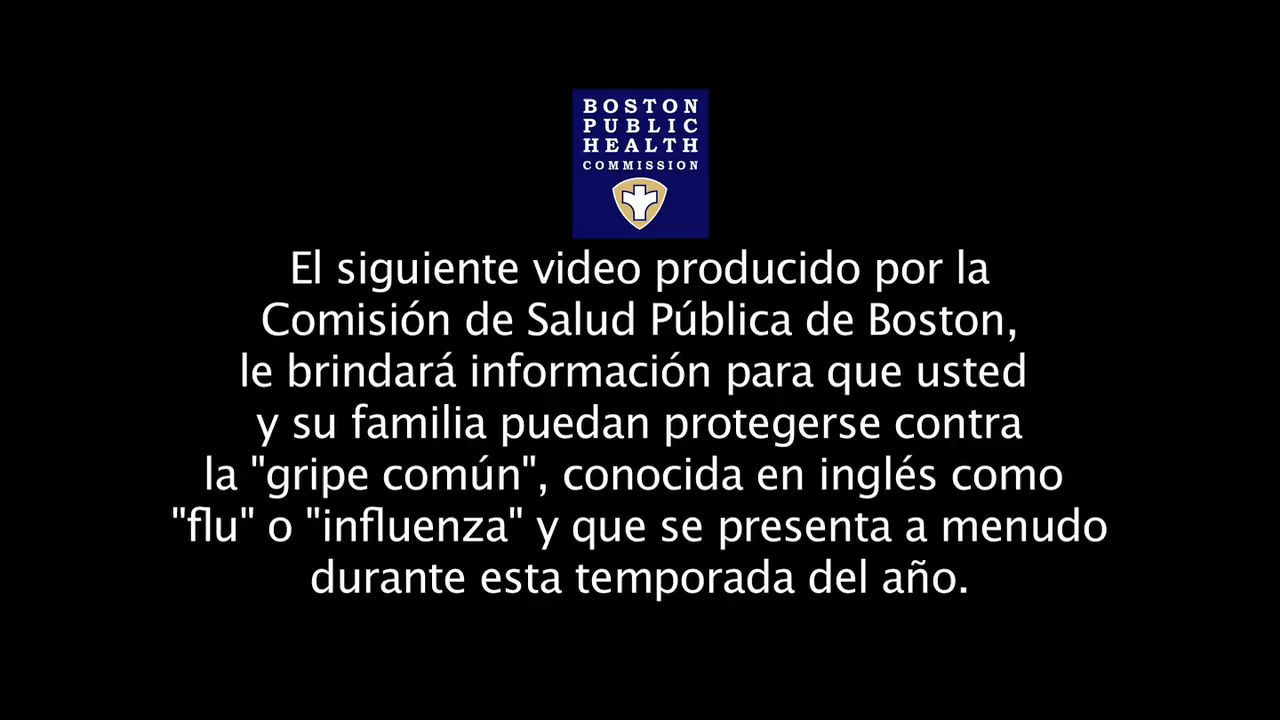 BOSTON
PUBLIC
HEALTH
COMMISSION
El siguiente video producido por la
Comisión de Salud Pública de Boston,
le brindará información para que usted
y su familia puedan protegerse contra
la "gripe común", conocida en inglés como
"flu" o "influenza" y que se presenta a menudo
durante esta temporada del año.